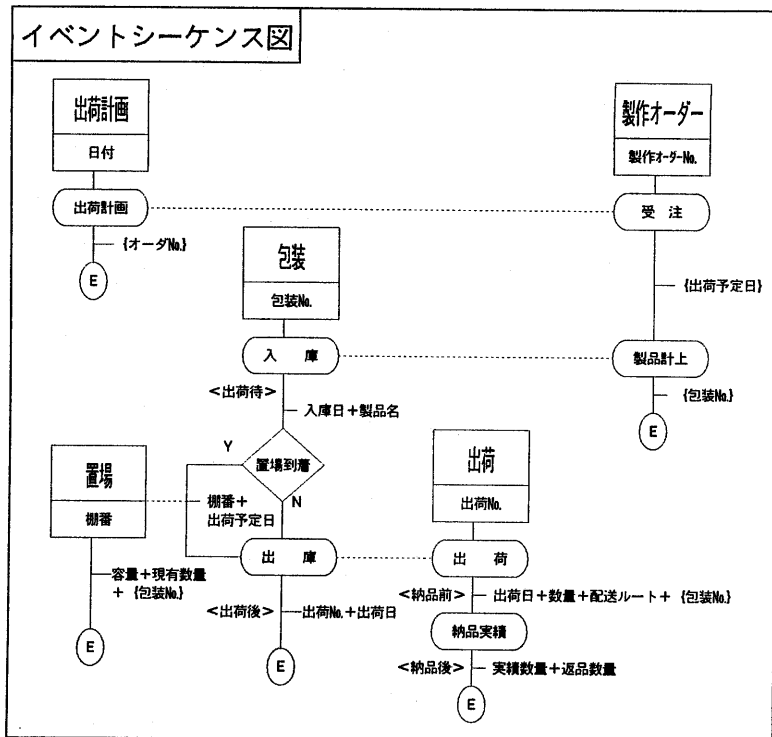 イベントシーケンス図
出荷計画
日付
出荷計画
{オーダNo.}
E
製作オーダー
製作オーダーNo.
受 注
{出荷予定日}
製品計上
{包装No.}
E
包装
包装No.
入 庫
<出荷待>
入庫日+製品名
Y
置場到着
N
棚番+
出荷予定日
出 庫
<出荷後>
出荷No.+出荷日
E
置場
棚番
容量+現有数量
+ {包装No.}
E
出荷
出荷No.
出 荷
<納品前>
出荷日+数量+配送ルート+ {包装No.}
納品実績
<納品後>
実績数量+返品数量
E